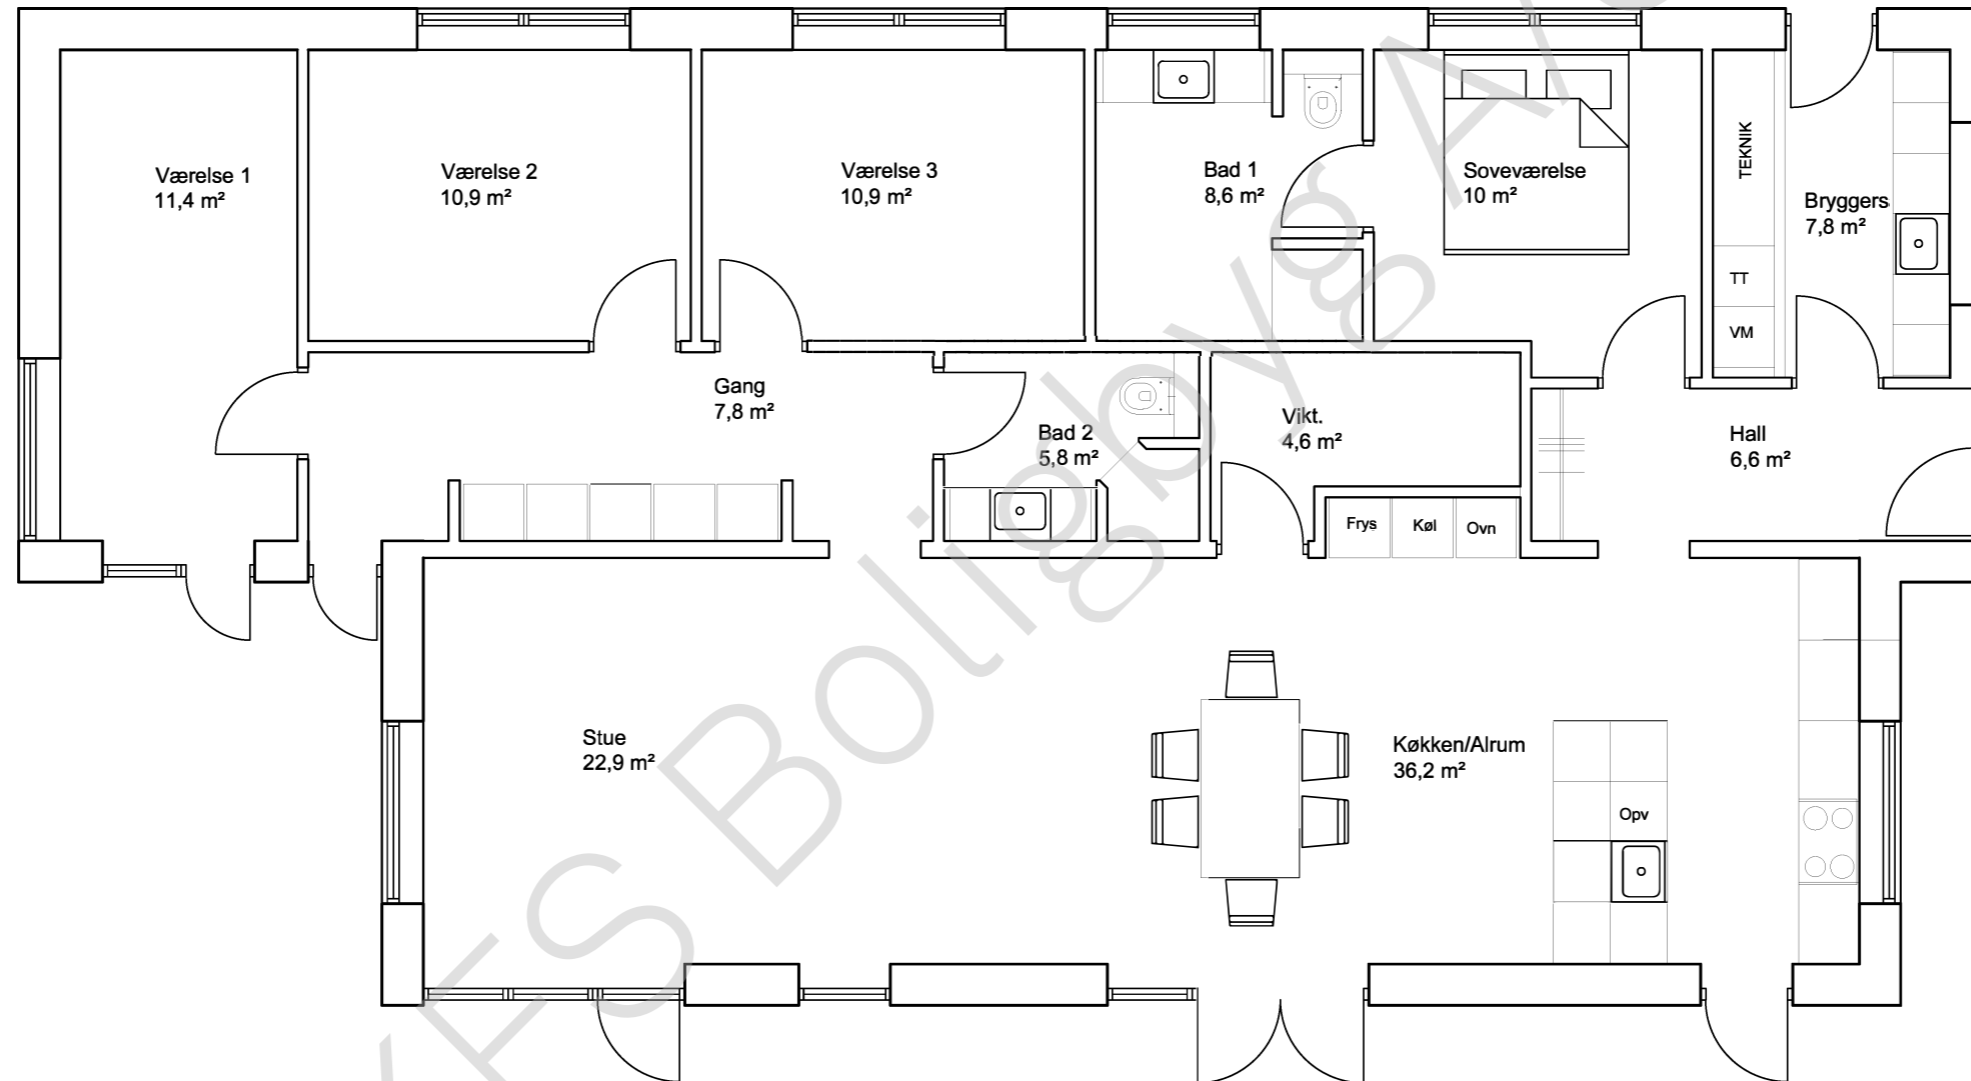 Værelse 1
11,4 m²
Værelse 2
10,9 m²
Værelse 3
10,9 m²
Bad 1
8,6 m²
Soveværelse
10 m²
TEKNIK
TT
VM
Bryggers
7,8 m²
Gang
7,8 m²
Bad 2
5,8 m²
Vikt.
4,6 m²
Hall
6,6 m²
Frys
Køl
Ovn
Stue
22,9 m²
Køkken/Alrum
36,2 m²
Opv
Boligbyg